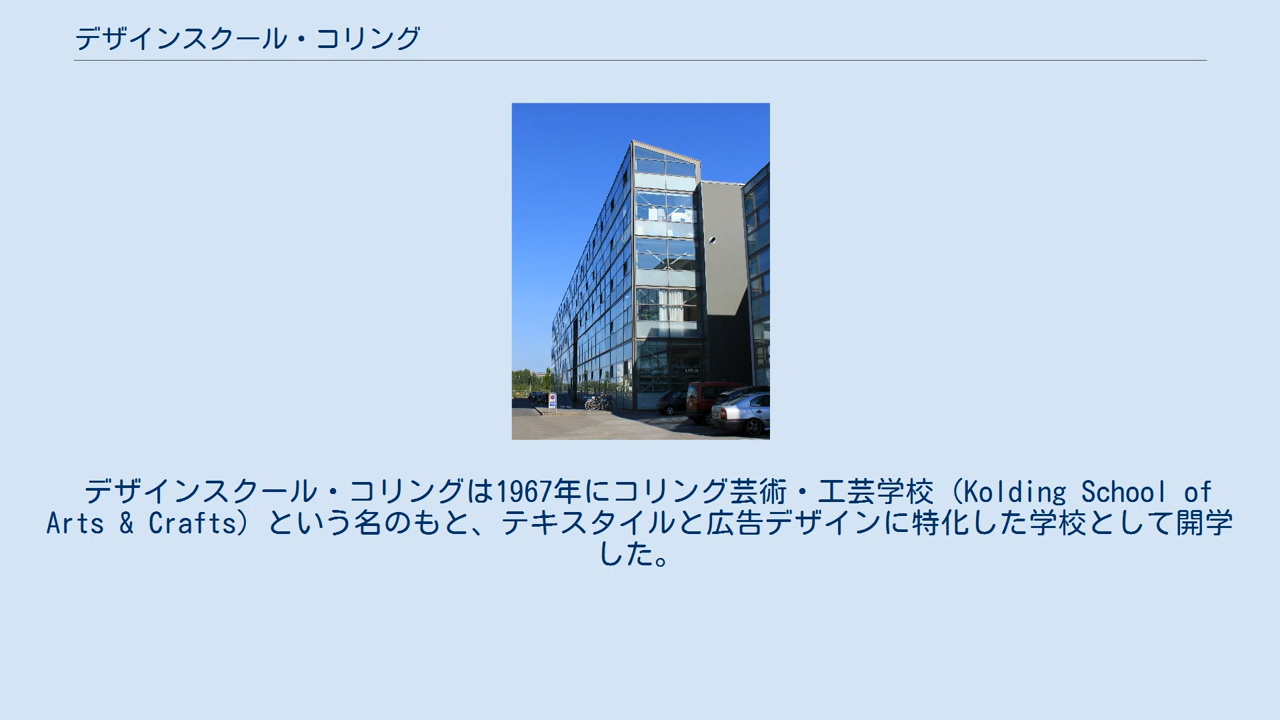 デザインスクール・コリング
デザインスクール・コリングは1967年にコリング芸術・工芸学校（Kolding School of
Arts & Crafts）という名のもと、テキスタイルと広告デザインに特化した学校として開学
した。